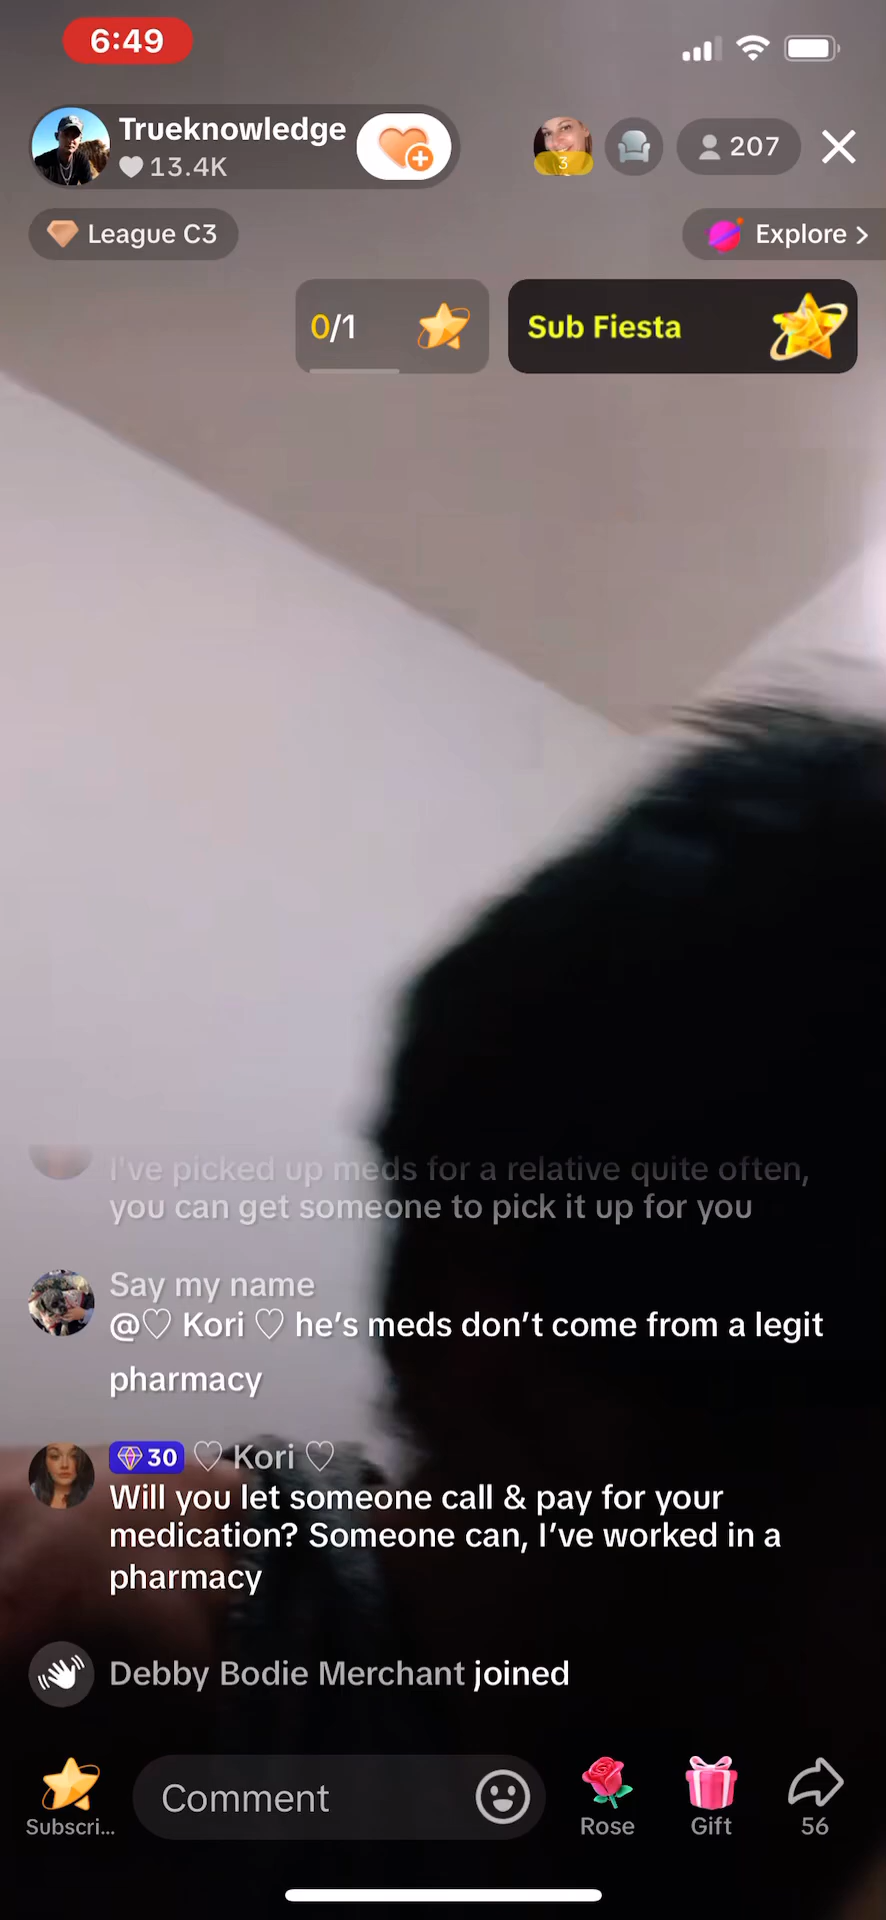 6:49
Trueknowledge
13.4K
3
207
League C3
Explore >
0/1
Sub Fiesta
I've picked up meds for a relative quite often,
you can get someone to pick it up for you
Say my name
@♡ Kori ♡ he's meds don't come from a legit
pharmacy
30 ♡ Kori ♡
Will you let someone call & pay for your
medication? Someone can, I've worked in a
pharmacy
Debby Bodie Merchant joined
Comment
Subscri...
Rose
Gift
56